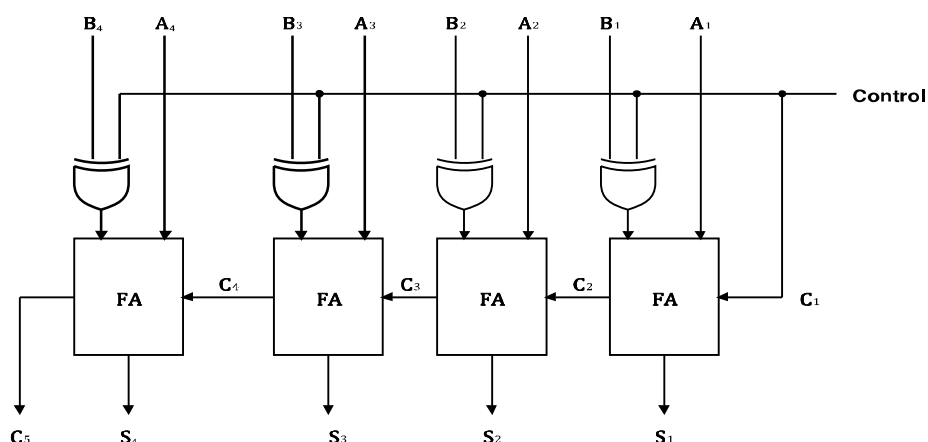 B₄ A₄ B₃ A₃ B₂ A₂ B₁ A₁
Control
FA C₄ FA C₃ FA C₂ FA C₁
C₅ S₄ S₃ S₂ S₁